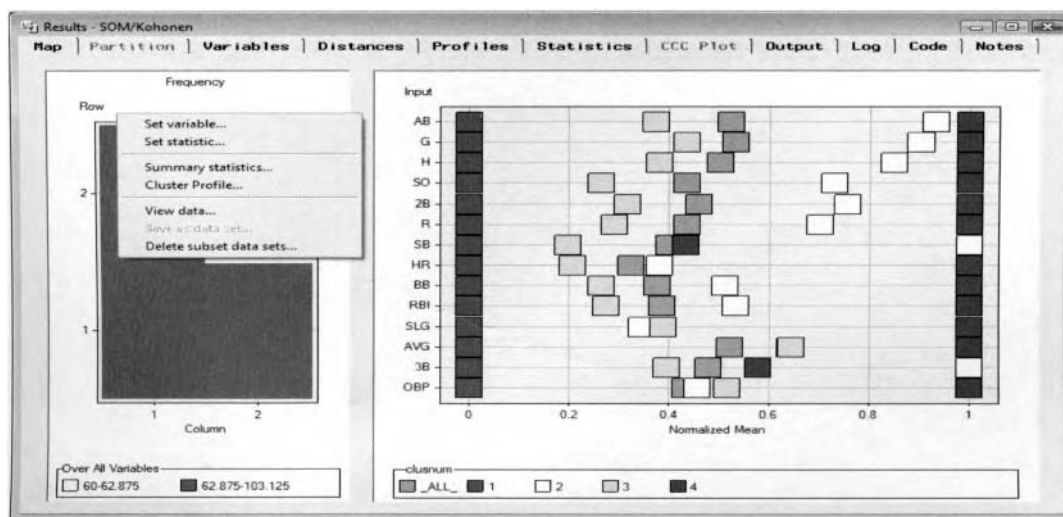 Results - SOM/Kohonen
Map Partition Variables Distances Profiles Statistics CCC Plot Output Log Code Notes
Frequency
Row
2
1
1 2
Column
Set variable...
Set statistic...
Summary statistics...
Cluster Profile...
View data...
Save as data set...
Delete subset data sets...
Over All Variables
60-62.875 62.875-103.125
Input
AB
G
H
SO
2B
R
SB
HR
BB
RBI
SLG
AVG
3B
OBP
0 0.2 0.4 0.6 0.8 1
Normalized Mean
clusnum
_ALL_ 1 2 3 4